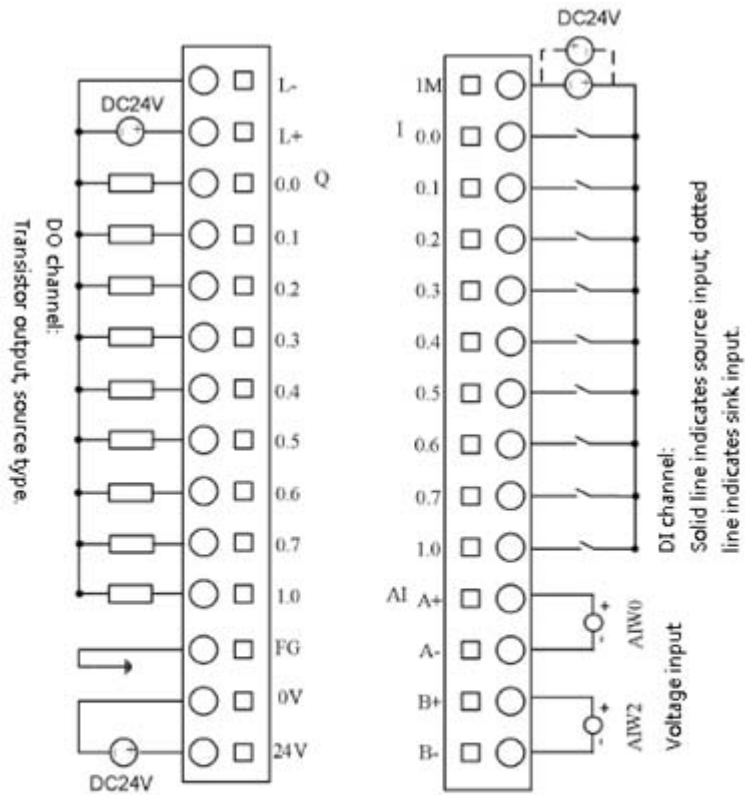 DC24V
L-
DC24V
L+
0.0 Q
0.1
0.2
0.3
0.4
0.5
0.6
0.7
1.0
FG
0V
24V
DC24V
DO channel:
Transistor output, source type.
DC24V
1M
I 0.0
0.1
0.2
0.3
0.4
0.5
0.6
0.7
1.0
AI A+
A-
B+
B-
+
-
AIW0
+
-
AIW2
Voltage input
DI channel:
Solid line indicates source input; dotted
line indicates sink input.